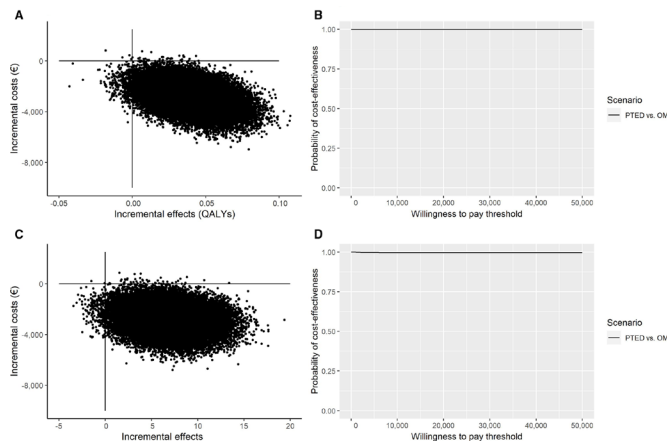 A
Incremental costs (€)
0
-4,000
-8,000
-0.05
0.00
0.05
0.10
Incremental effects (QALYs)
B
Probability of cost-effectiveness
1.00
0.75
0.50
0.25
0.00
0
10,000
20,000
30,000
40,000
50,000
Willingness to pay threshold
Scenario
PTED vs. OM
C
Incremental costs (€)
0
-4,000
-8,000
-5
0
5
10
15
20
Incremental effects
D
Probability of cost-effectiveness
1.00
0.75
0.50
0.25
0.00
0
10,000
20,000
30,000
40,000
50,000
Willingness to pay threshold
Scenario
PTED vs. OM